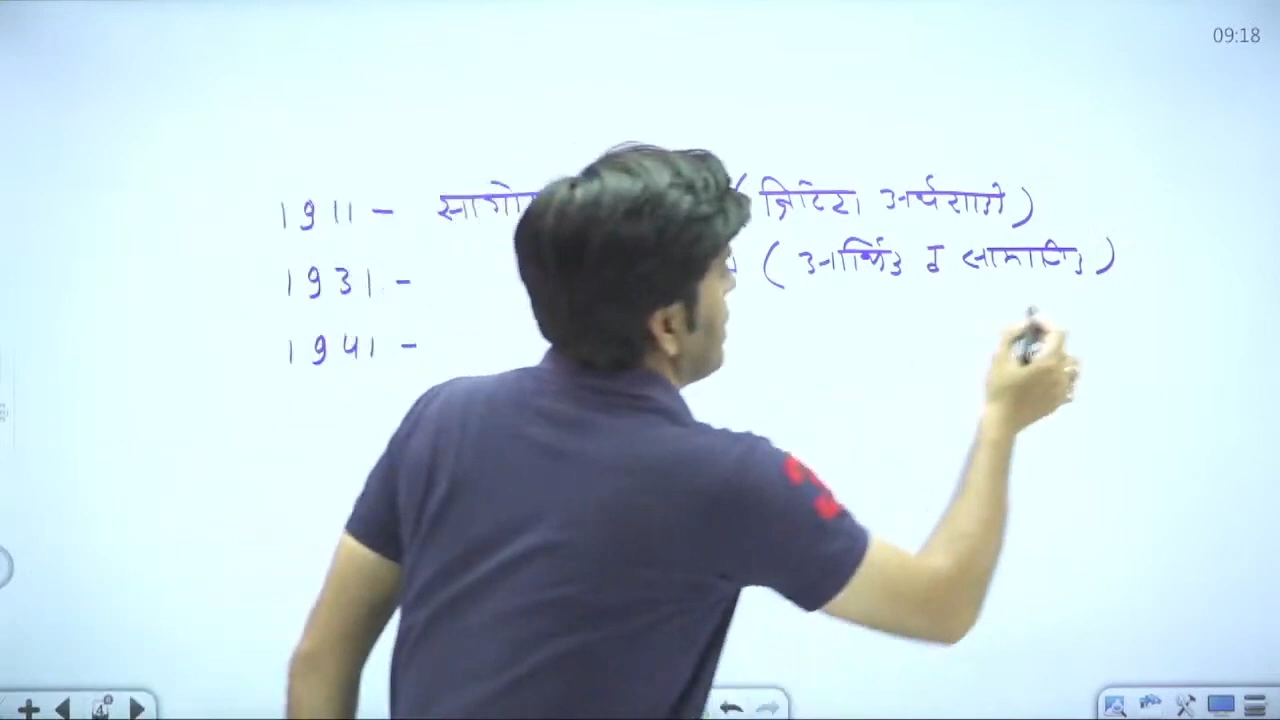 09:18
1911 - ( ब्रिटिश अर्थशास्त्री )
1931 - ( आर्थिक व सामाजिक )
1941 -